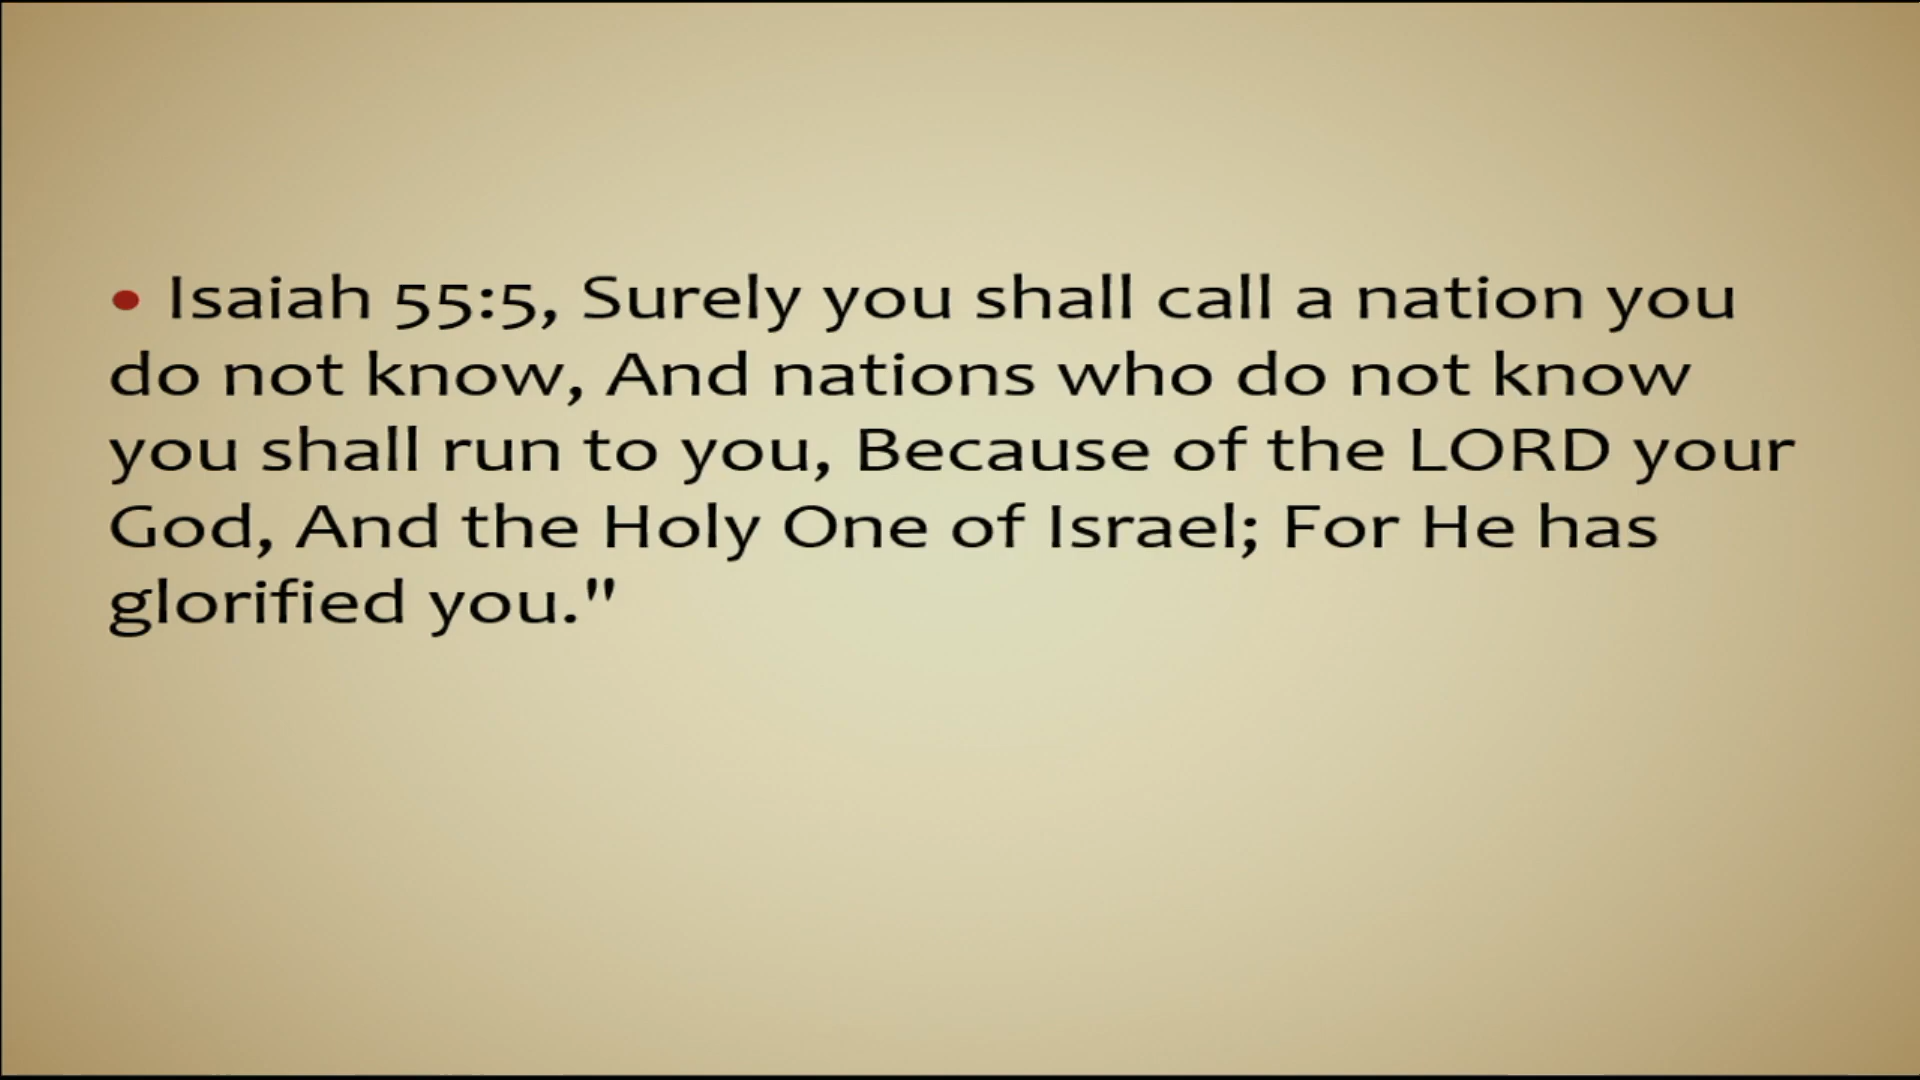 • Isaiah 55:5, Surely you shall call a nation you
do not know, And nations who do not know
you shall run to you, Because of the LORD your
God, And the Holy One of Israel; For He has
glorified you."